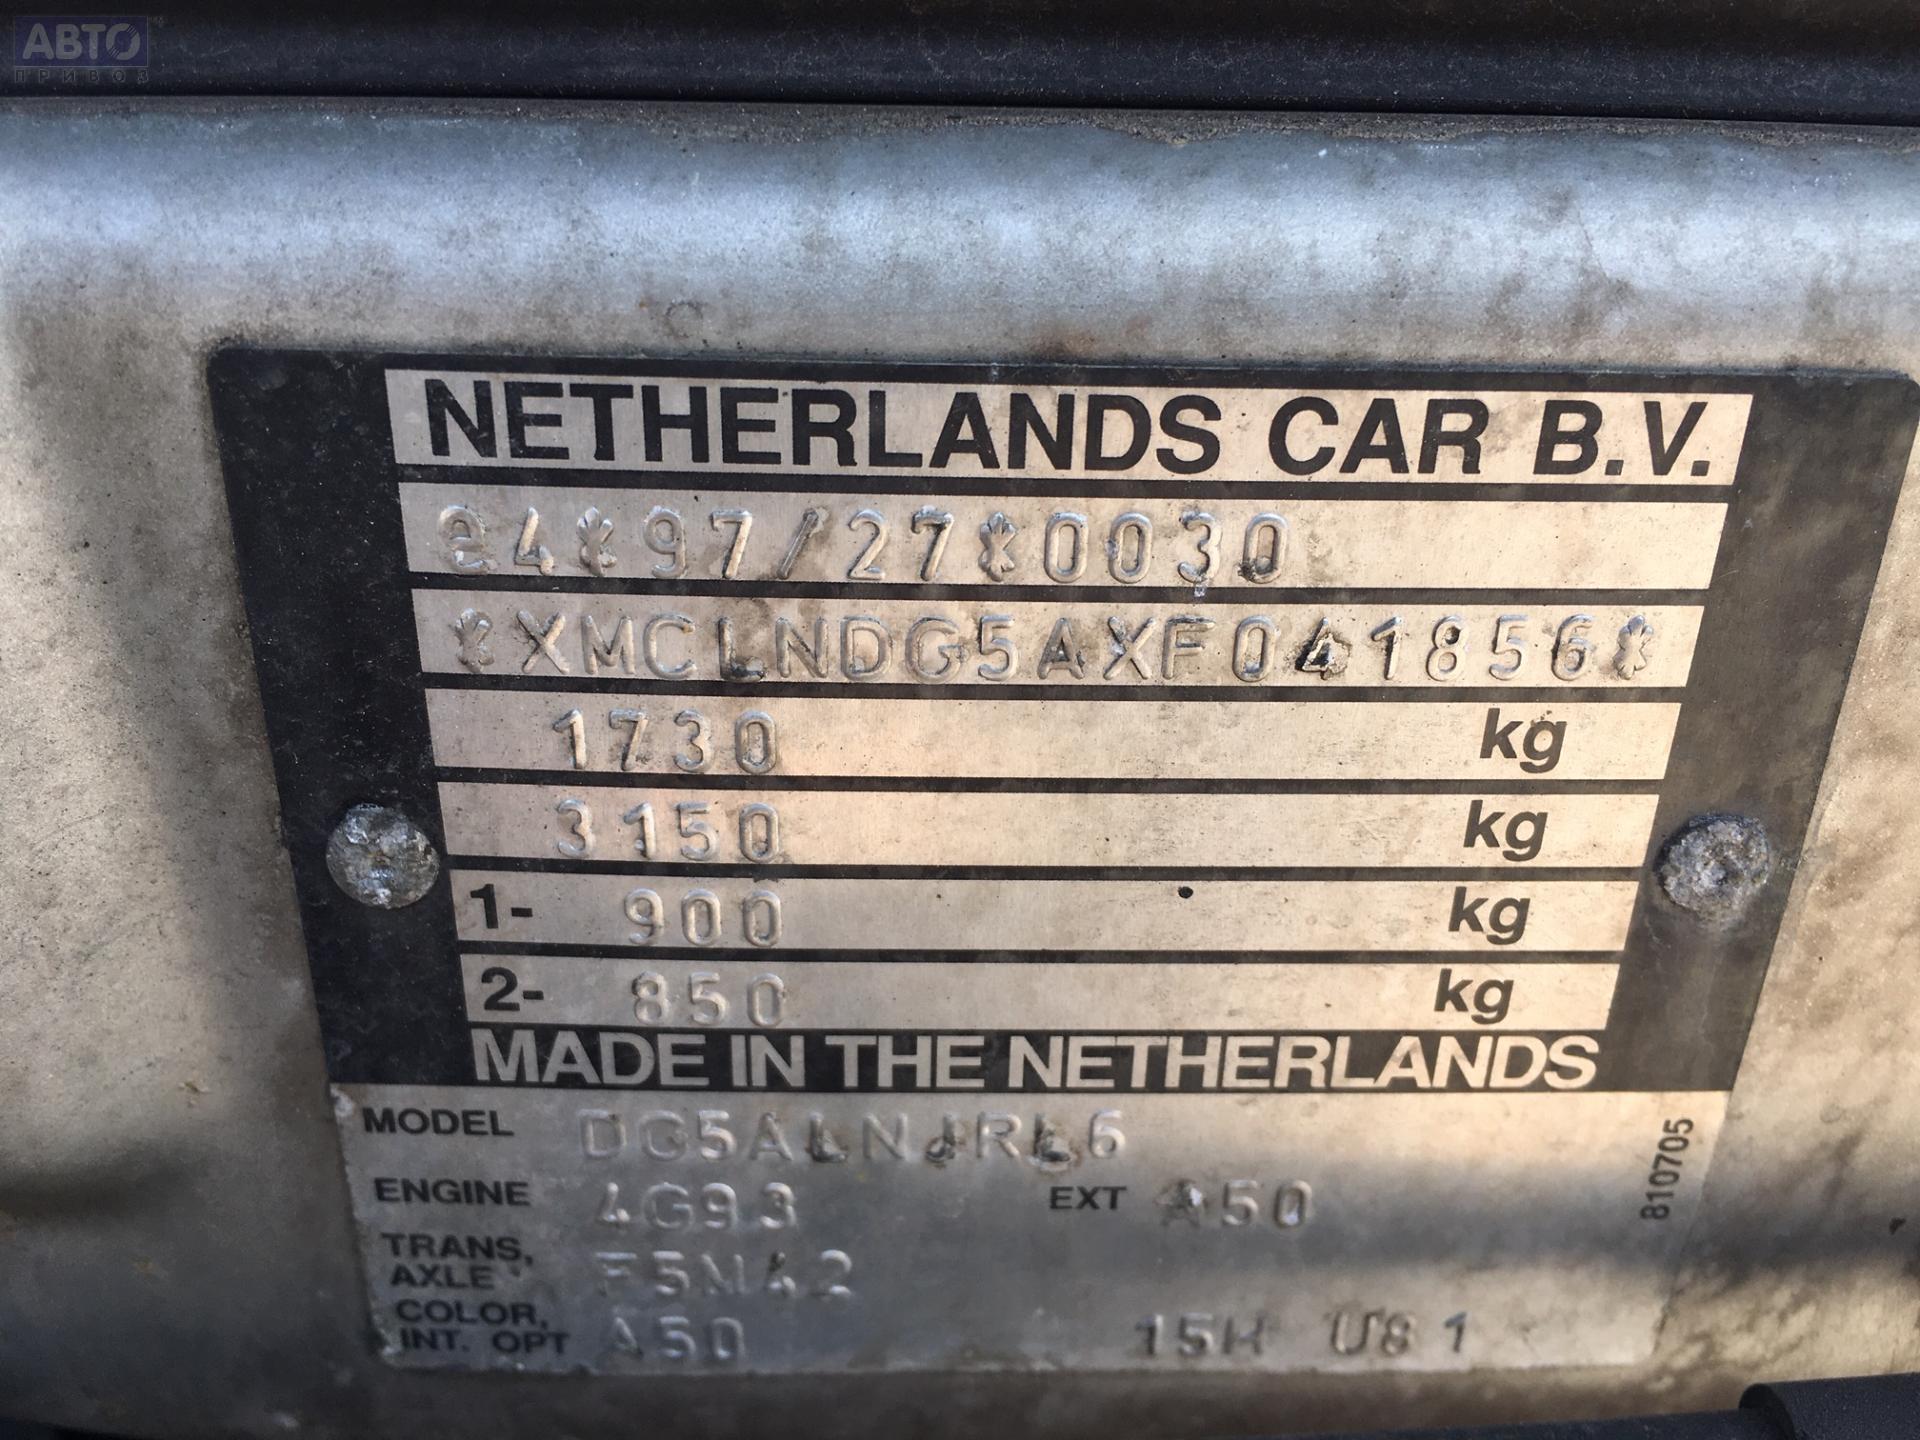 АВТО
ПРИВОЗ
NETHERLANDS CAR B.V.
e4*97/27*0030
*XMCLNDG5AXF041856*
1730 kg
3150 kg
1- 900 kg
2- 850 kg
MADE IN THE NETHERLANDS
MODEL DG5ALNJRL6
ENGINE 4G93 EXT A50
TRANS,
AXLE F5M42
COLOR,
INT. OPT A50 15H U81
810705